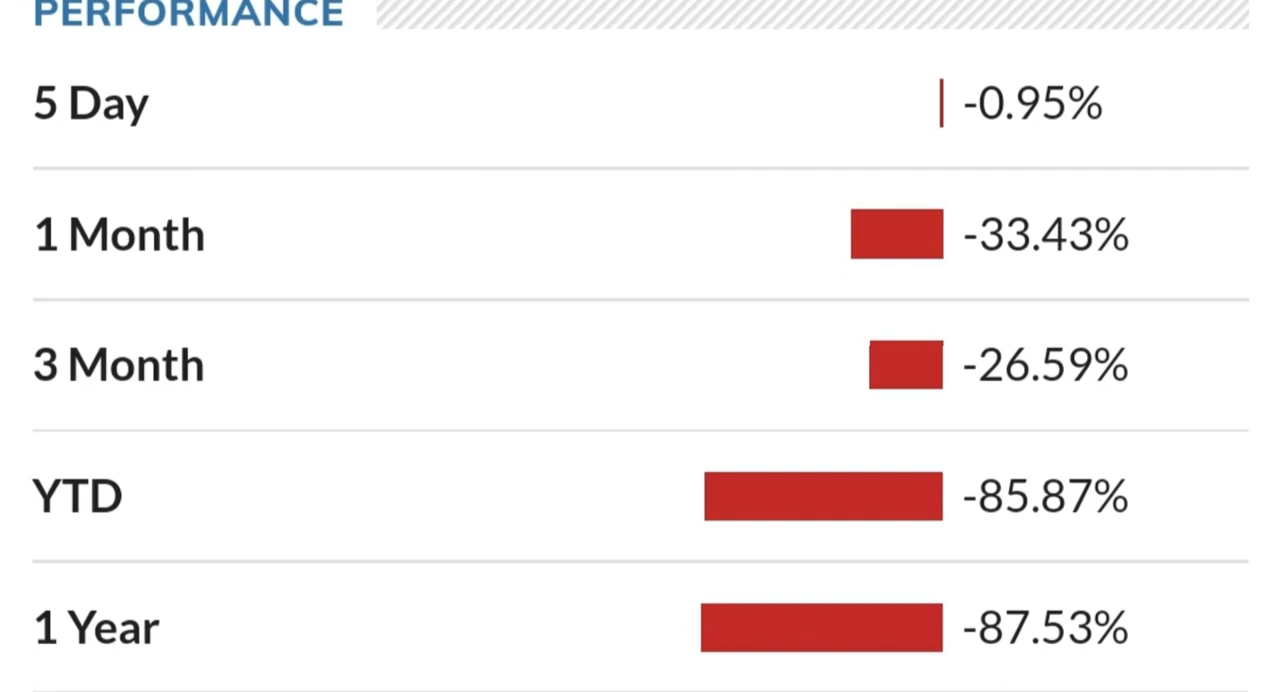 PERFORMANCE
5 Day -0.95%
1 Month -33.43%
3 Month -26.59%
YTD -85.87%
1 Year -87.53%